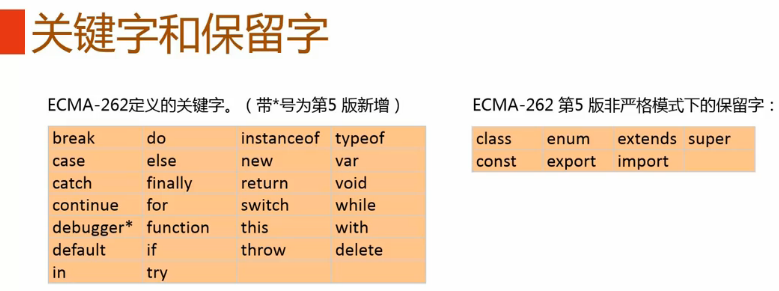 关键字和保留字
ECMA-262定义的关键字。（带*号为第5 版新增）
break do instanceof typeof
case else new var
catch finally return void
continue for switch while
debugger* function this with
default if throw delete
in try
ECMA-262 第5 版非严格模式下的保留字：
class enum extends super
const export import